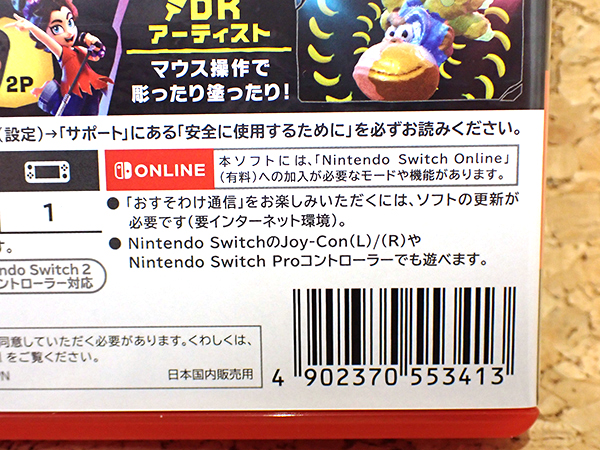 アDK
アーティスト
2P
マウス操作で
彫ったり塗ったり!
(設定)→「サポート」にある「安全に使用するために」を必ずお読みください。
ONLINE
本ソフトには、「Nintendo Switch Online」
(有料)への加入が必要なモードや機能があります。
1
●「おすそわけ通信」をお楽しみいただくには、ソフトの更新が
必要です(要インターネット環境)。
● Nintendo SwitchのJoy-Con(L)/(R)や
Nintendo Switch Proコントローラーでも遊べます。
す。
ndo Switch 2
コントローラー対応
同意していただく必要があります。くわしくは、
をご覧ください。
日本国内販売用
4 902370 553413